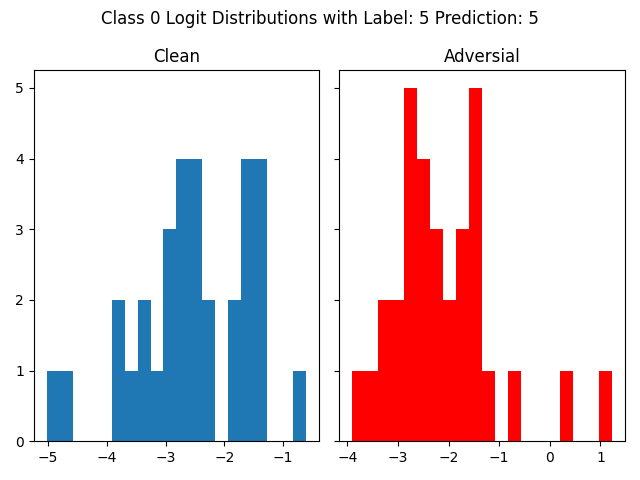 Class 0 Logit Distributions with Label: 5 Prediction: 5
Clean
Adversial
5
4
3
2
1
0
−5 −4 −3 −2 −1
−4 −3 −2 −1 0 1